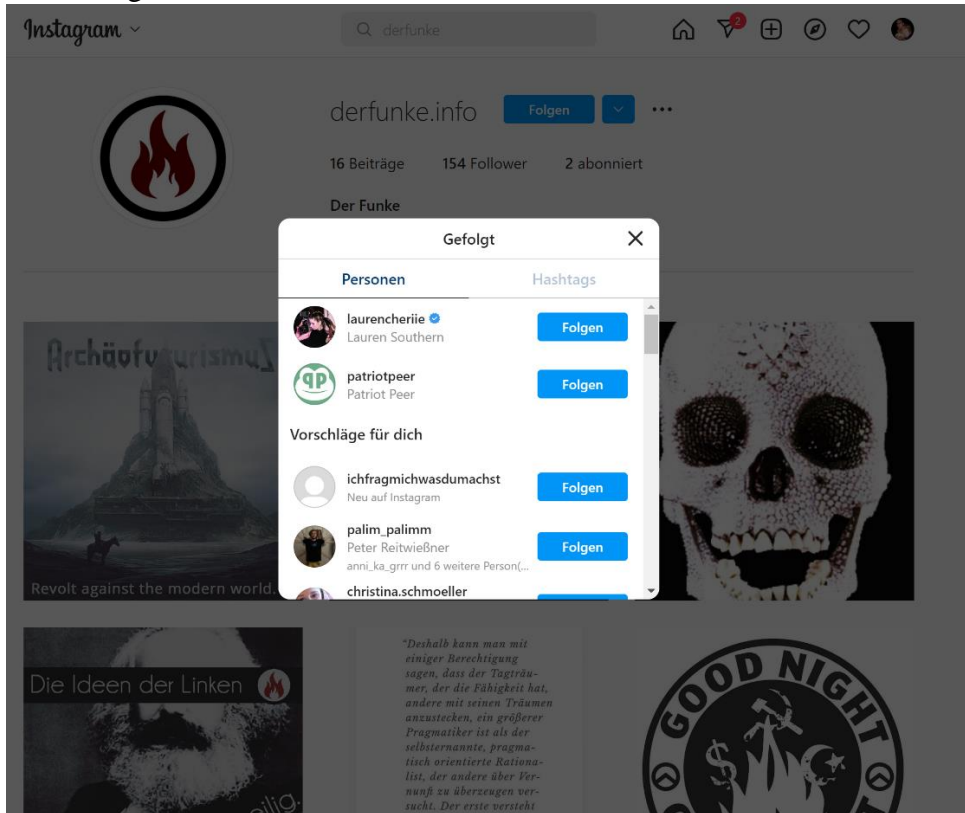 Instagram
derfunke
2
derfunke.info
Folgen
16 Beiträge 154 Follower 2 abonniert
Der Funke
Gefolgt
Personen Hashtags
laurencheriie
Lauren Southern
Folgen
patriotpeer
Patriot Peer
Folgen
Vorschläge für dich
ichfragmichwasdumachst
Neu auf Instagram
Folgen
palim_palimm
Peter Reitwießner
anni_ka_grrr und 6 weitere Person(...
Folgen
christina.schmoeller
Revolt against the modern world.
Die Ideen der Linken
"Deshalb kann man mit
einiger Berechtigung
sagen, dass der Tagträu-
mer, der die Fähigkeit hat,
andere mit seinen Träumen
anzustecken, ein größerer
Pragmatiker ist als der
selbsternannte, pragma-
tisch orientierte Rationa-
list, der andere über Ver-
nunft zu überzeugen ver-
sucht. Der erste versteht
GOOD NIGHT